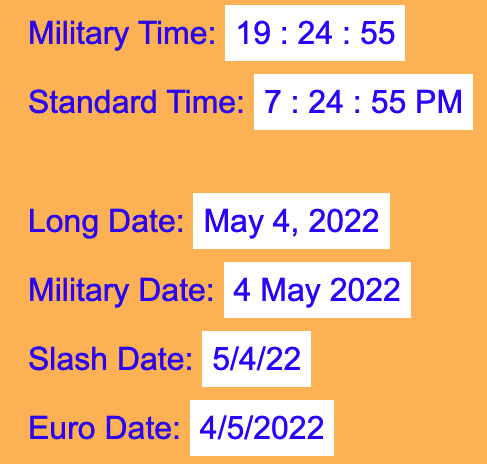 Military Time: 19 : 24 : 55
Standard Time: 7 : 24 : 55 PM
Long Date: May 4, 2022
Military Date: 4 May 2022
Slash Date: 5/4/22
Euro Date: 4/5/2022